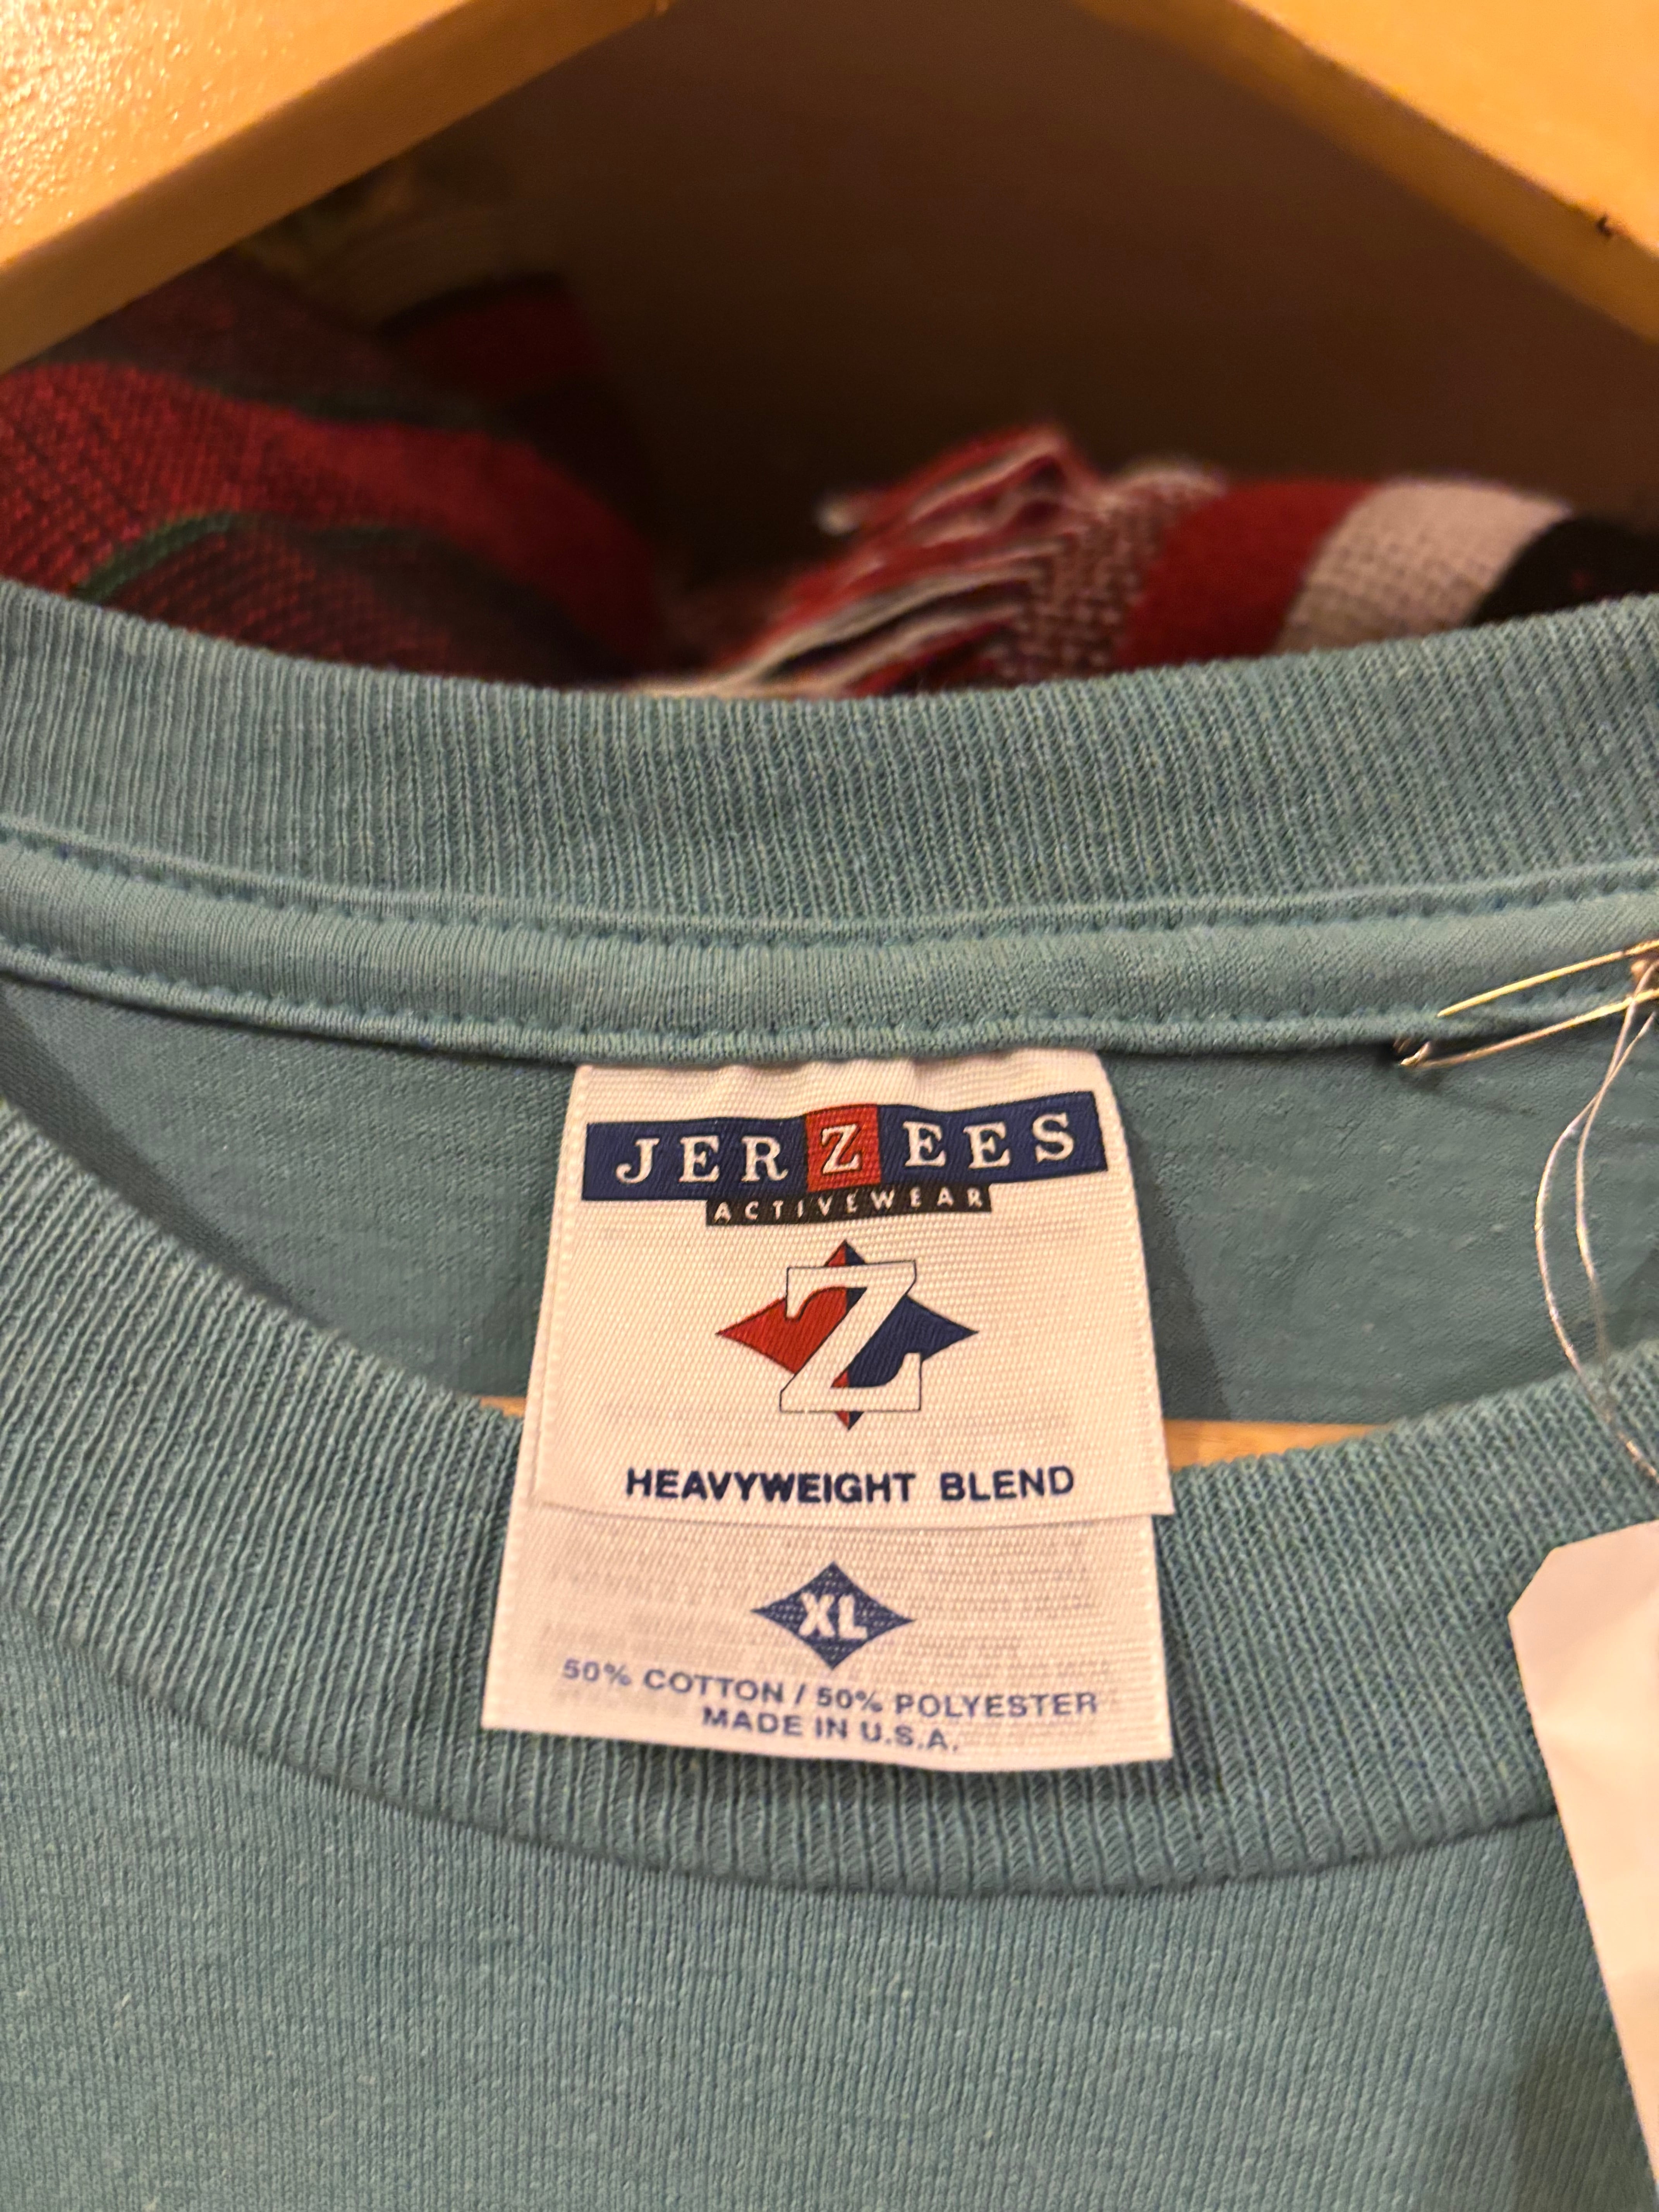 JERZEES
ACTIVEWEAR
Z
HEAVYWEIGHT BLEND
XL
50% COTTON / 50% POLYESTER
MADE IN U.S.A.